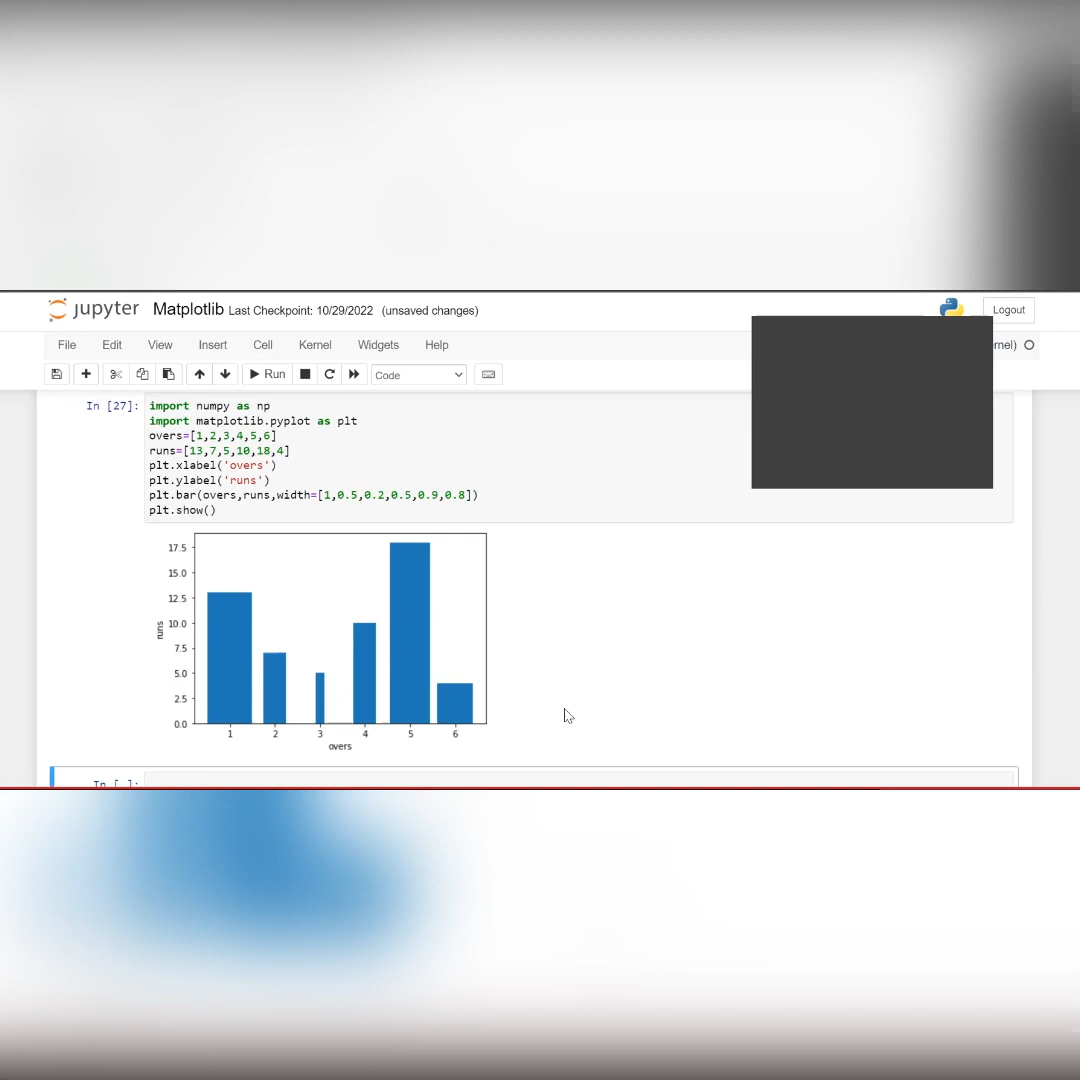 jupyter Matplotlib Last Checkpoint: 10/29/2022 (unsaved changes) Logout
File Edit View Insert Cell Kernel Widgets Help
Run Code
In [27]: import numpy as np
import matplotlib.pyplot as plt
overs=[1,2,3,4,5,6]
runs=[13,7,5,10,18,4]
plt.xlabel('overs')
plt.ylabel('runs')
plt.bar(overs,runs,width=[1,0.5,0.2,0.5,0.9,0.8])
plt.show()
17.5
15.0
12.5
10.0
7.5
5.0
2.5
0.0
runs
1 2 3 4 5 6
overs
In [ ]: